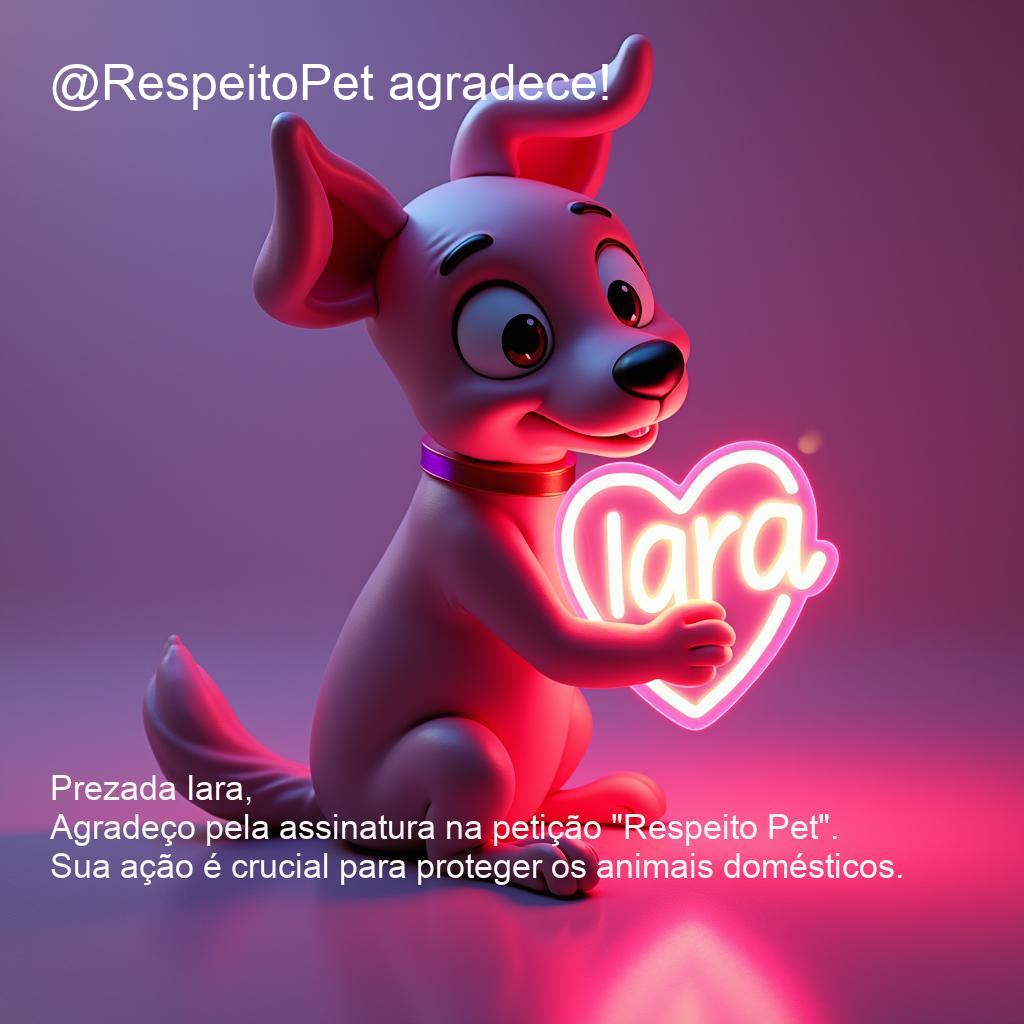 @RespeitoPet agradece!
Iara
Prezada Iara,
Agradeço pela assinatura na petição "Respeito Pet".
Sua ação é crucial para proteger os animais domésticos.